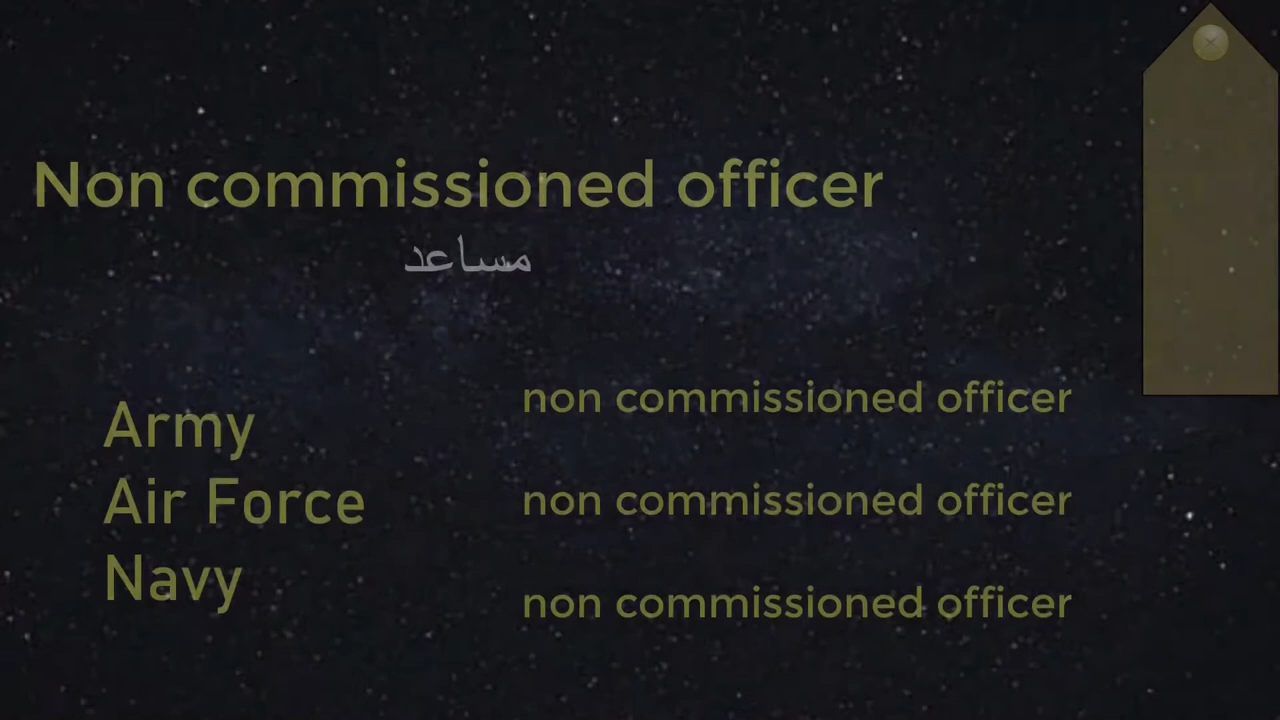 Non commissioned officer
مساعد
Army
non commissioned officer
Air Force
non commissioned officer
Navy
non commissioned officer